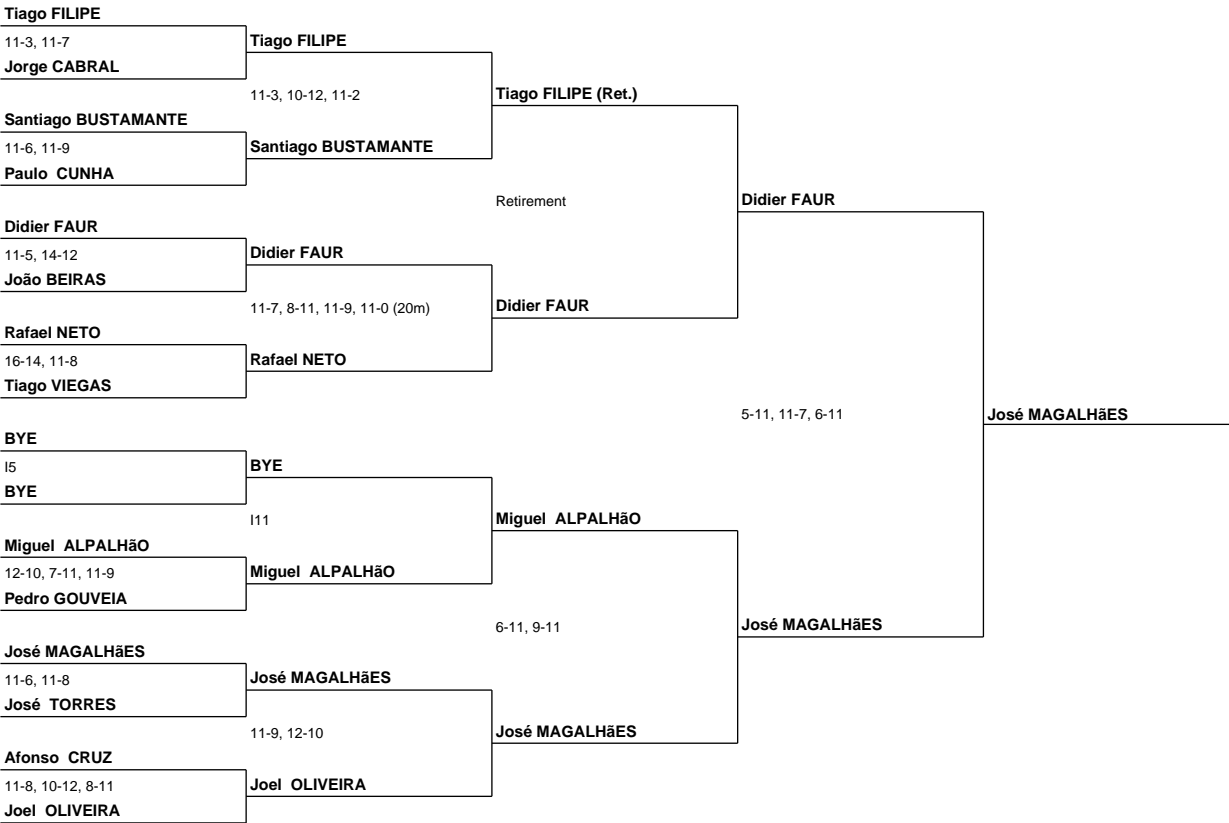 Tiago FILIPE
11-3, 11-7
Tiago FILIPE
Jorge CABRAL
11-3, 10-12, 11-2
Tiago FILIPE (Ret.)
Santiago BUSTAMANTE
11-6, 11-9
Santiago BUSTAMANTE
Paulo CUNHA
Retirement
Didier FAUR
Didier FAUR
11-5, 14-12
Didier FAUR
João BEIRAS
11-7, 8-11, 11-9, 11-0 (20m)
Didier FAUR
Rafael NETO
16-14, 11-8
Rafael NETO
Tiago VIEGAS
5-11, 11-7, 6-11
José MAGALHãES
BYE
I5
BYE
BYE
I11
Miguel ALPALHãO
Miguel ALPALHãO
12-10, 7-11, 11-9
Miguel ALPALHãO
Pedro GOUVEIA
6-11, 9-11
José MAGALHãES
José MAGALHãES
11-6, 11-8
José MAGALHãES
José TORRES
11-9, 12-10
José MAGALHãES
Afonso CRUZ
11-8, 10-12, 8-11
Joel OLIVEIRA
Joel OLIVEIRA